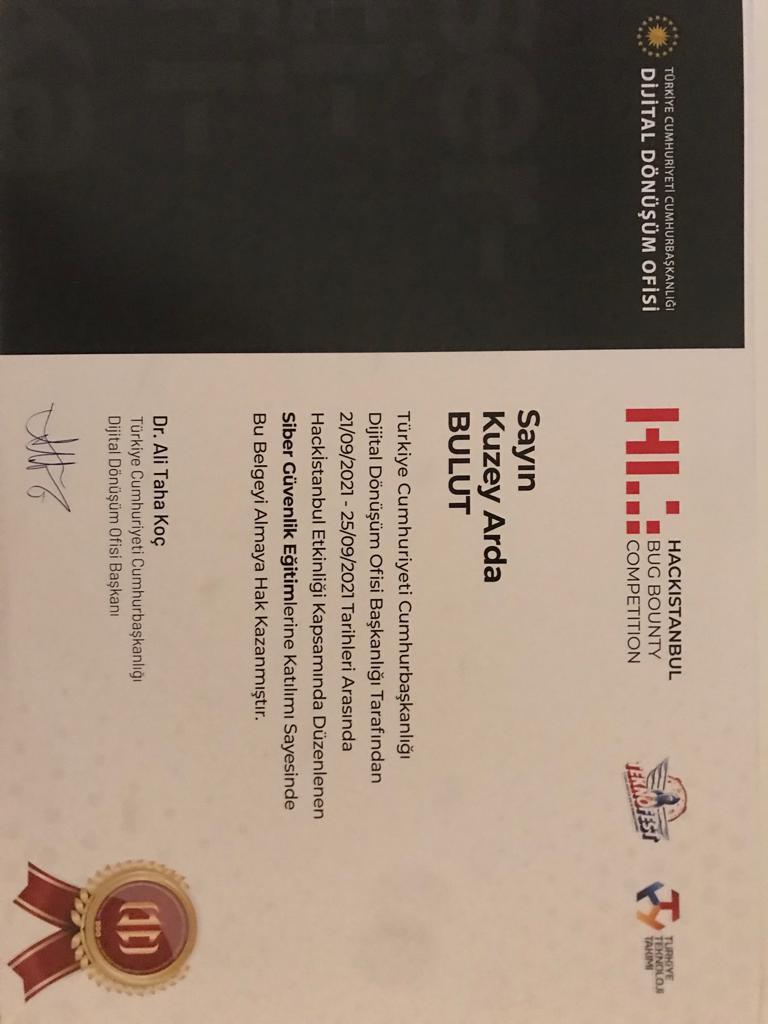 TÜRKİYE CUMHURİYETİ CUMHURBAŞKANLIĞI
DİJİTAL DÖNÜŞÜM OFİSİ
HACKISTANBUL
BUG BOUNTY
COMPETITION
TEKNOFEST
TÜRKİYE
TEKNOLOJİ
TAKIMI
Sayın
Kuzey Arda
BULUT
Türkiye Cumhuriyeti Cumhurbaşkanlığı
Dijital Dönüşüm Ofisi Başkanlığı Tarafından
21/09/2021 - 25/09/2021 Tarihleri Arasında
Hackistanbul Etkinliği Kapsamında Düzenlenen
Siber Güvenlik Eğitimlerine Katılımı Sayesinde
Bu Belgeyi Almaya Hak Kazanmıştır.
Dr. Ali Taha Koç
Türkiye Cumhuriyeti Cumhurbaşkanlığı
Dijital Dönüşüm Ofisi Başkanı